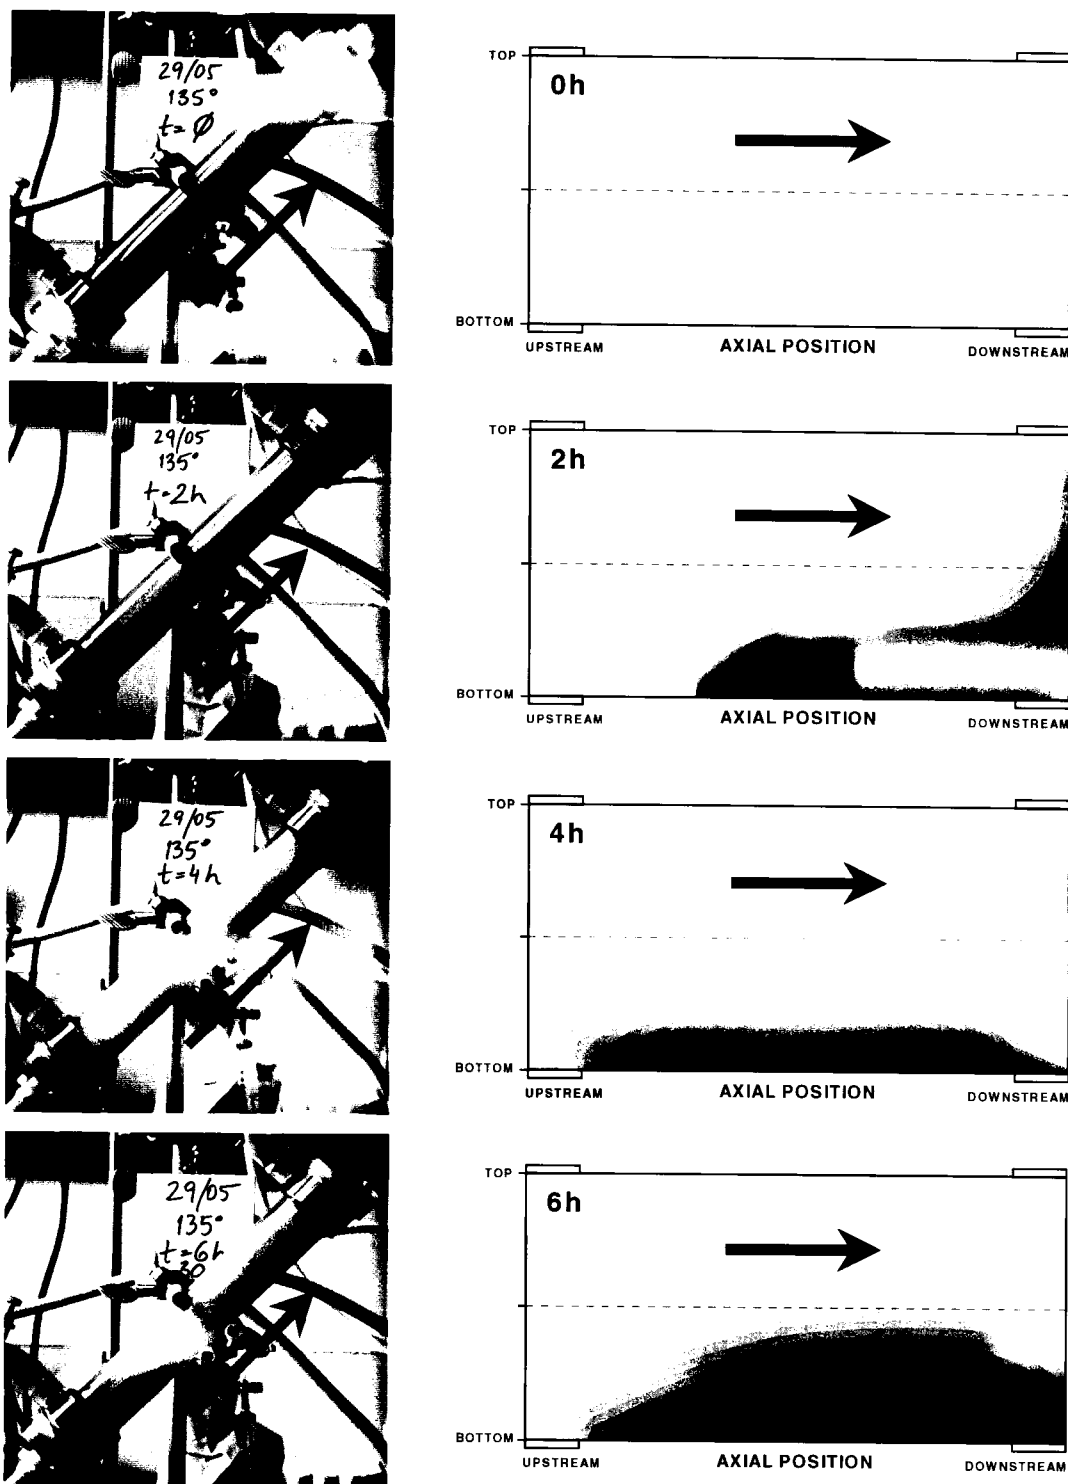 29/05
135°
t=Ø
TOP
0h
BOTTOM
UPSTREAM
AXIAL POSITION
DOWNSTREAM
29/05
135°
t=2h
TOP
2h
BOTTOM
UPSTREAM
AXIAL POSITION
DOWNSTREAM
29/05
135°
t=4h
TOP
4h
BOTTOM
UPSTREAM
AXIAL POSITION
DOWNSTREAM
29/05
135°
t=6h
30
TOP
6h
BOTTOM
UPSTREAM
AXIAL POSITION
DOWNSTREAM